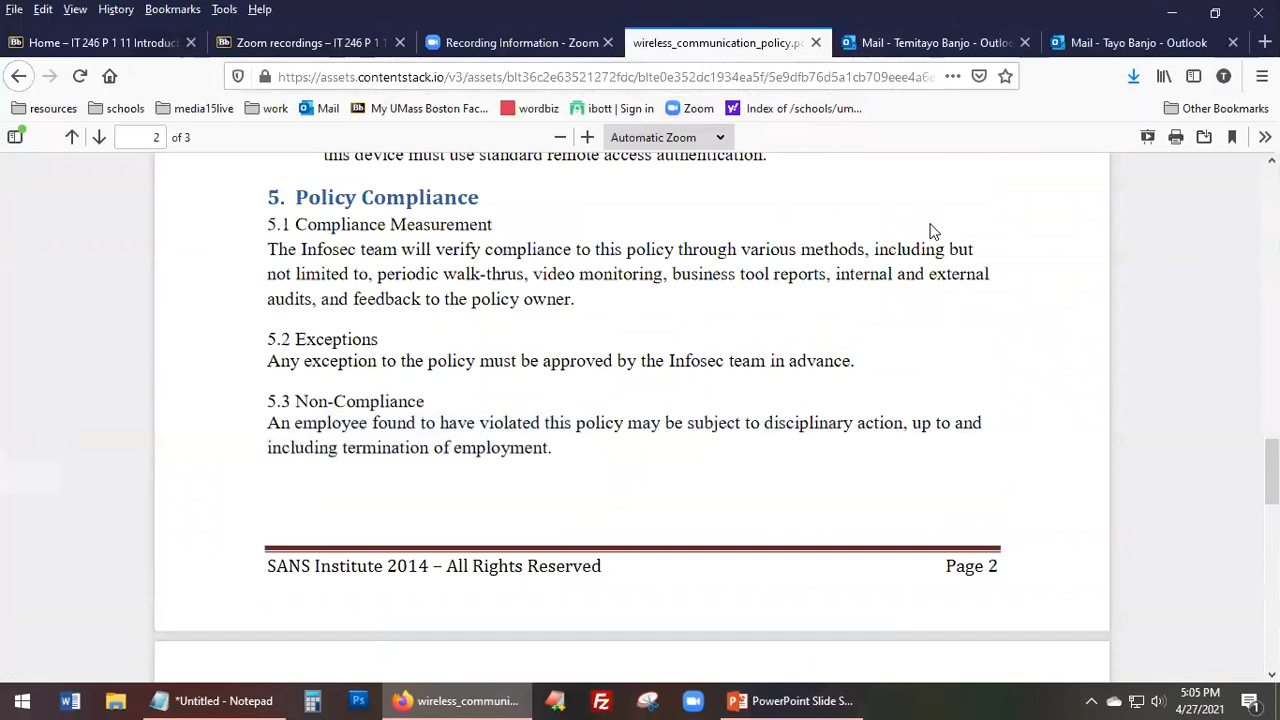 File Edit View History Bookmarks Tools Help
Home – IT 246 P 1 11 Introduct
Zoom recordings – IT 246 P 1 1
Recording Information - Zoom
wireless_communication_policy.pd
Mail - Temitayo Banjo - Outloo
Mail - Tayo Banjo - Outlook
https://assets.contentstack.io/v3/assets/blt36c2e63521272fdc/blte0e352dc1934ea5f/5e9dfb76d5a1cb709eee4a6e
resources schools media15live work Mail My UMass Boston Fac... wordbiz ibott | Sign in Zoom Index of /schools/um... Other Bookmarks
2 of 3
Automatic Zoom
this device must use standard remote access authentication.
5. Policy Compliance
5.1 Compliance Measurement
The Infosec team will verify compliance to this policy through various methods, including but
not limited to, periodic walk-thrus, video monitoring, business tool reports, internal and external
audits, and feedback to the policy owner.
5.2 Exceptions
Any exception to the policy must be approved by the Infosec team in advance.
5.3 Non-Compliance
An employee found to have violated this policy may be subject to disciplinary action, up to and
including termination of employment.
SANS Institute 2014 – All Rights Reserved Page 2
*Untitled - Notepad
wireless_communi...
PowerPoint Slide S...
5:05 PM
4/27/2021